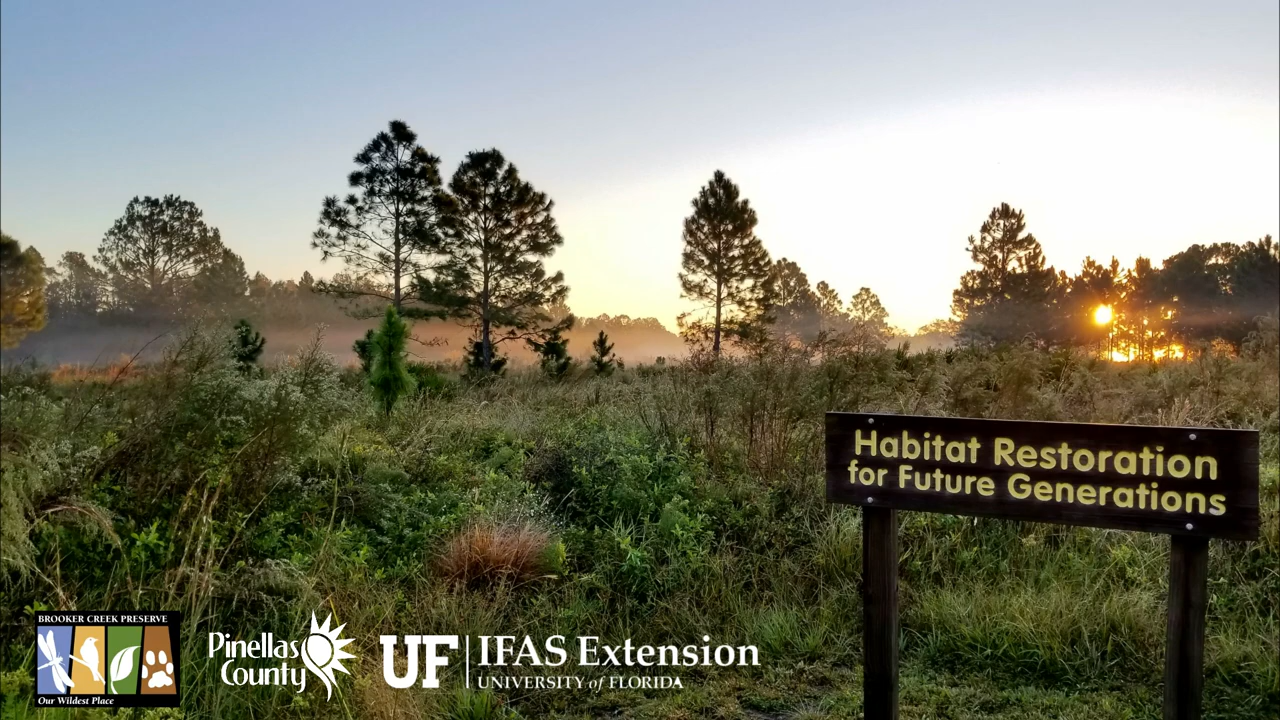 Habitat Restoration
for Future Generations
BROOKER CREEK PRESERVE
Our Wildest Place
Pinellas
County
UF IFAS Extension
UNIVERSITY of FLORIDA